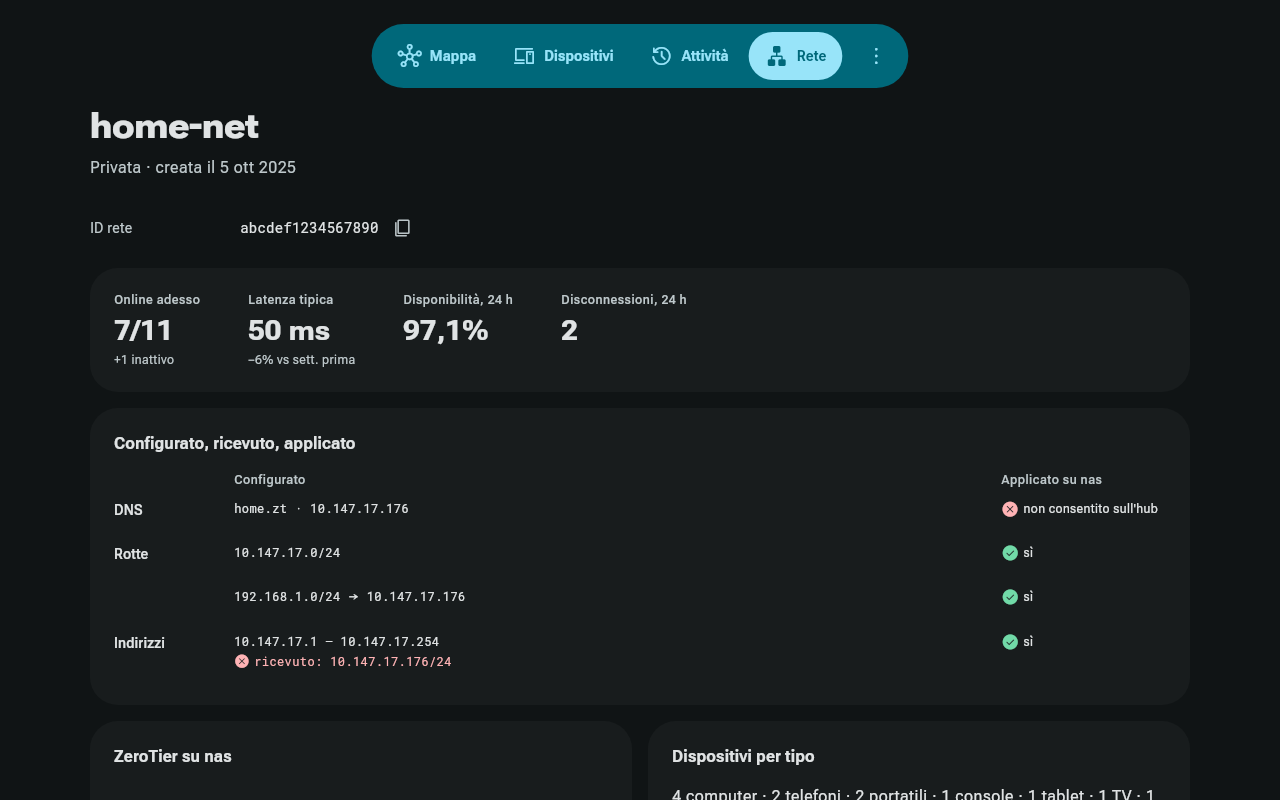 Mappa
Dispositivi
Attività
Rete
home-net
Privata · creata il 5 ott 2025
ID rete
abcdef1234567890
Online adesso
7/11
+1 inattivo
Latenza tipica
50 ms
−6% vs sett. prima
Disponibilità, 24 h
97,1%
Disconnessioni, 24 h
2
Configurato, ricevuto, applicato
Configurato
Applicato su nas
DNS
home.zt · 10.147.17.176
non consentito sull'hub
Rotte
10.147.17.0/24
sì
192.168.1.0/24 → 10.147.17.176
sì
Indirizzi
10.147.17.1 – 10.147.17.254
sì
ricevuto: 10.147.17.176/24
ZeroTier su nas
Dispositivi per tipo
4 computer · 2 telefoni · 2 portatili · 1 console · 1 tablet · 1 TV · 1